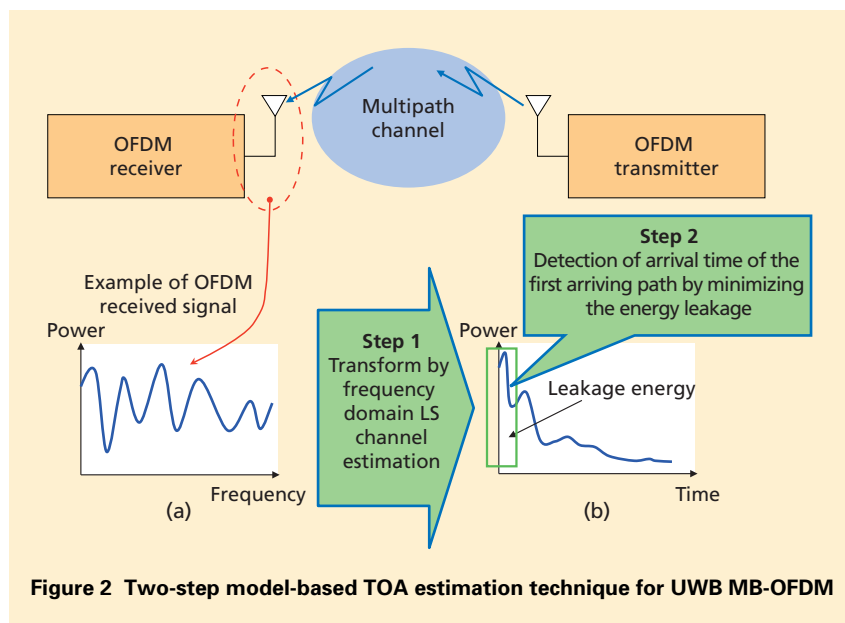 Multipath
channel
OFDM
receiver
OFDM
transmitter
Example of OFDM
received signal
Power
Frequency
(a)
Step 1
Transform by
frequency
domain LS
channel
estimation
Step 2
Detection of arrival time of the
first arriving path by minimizing
the energy leakage
Power
Leakage energy
Time
(b)
Figure 2 Two-step model-based TOA estimation technique for UWB MB-OFDM